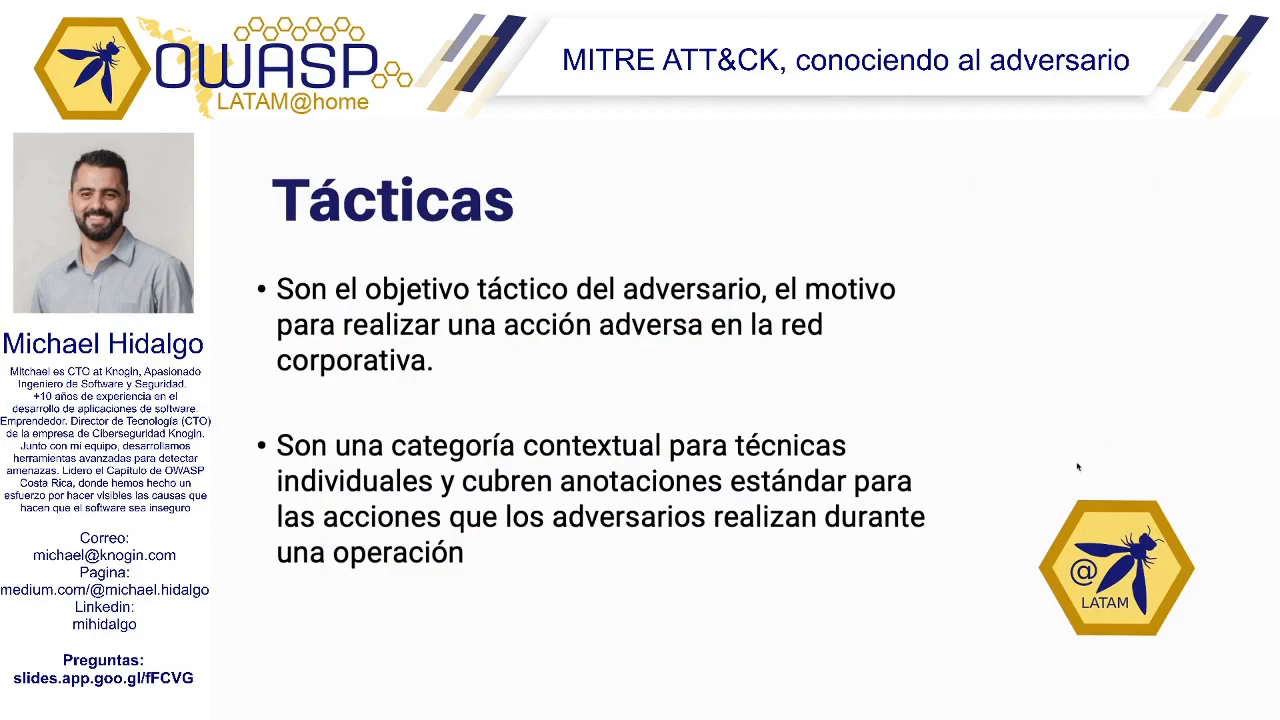 OWASP
LATAM@home
MITRE ATT&CK, conociendo al adversario
Michael Hidalgo
Mitchael es CTO at Knogin, Apasionado
Ingeniero de Software y Seguridad.
+10 años de experiencia en el
desarrollo de aplicaciones de software.
Emprendedor. Director de Tecnología (CTO)
de la empresa de Ciberseguridad Knogin.
Junto con mi equipo, desarrollamos
herramientas avanzadas para detectar
amenazas. Lidero el Capítulo de OWASP
Costa Rica, donde hemos hecho un
esfuerzo por hacer visibles las causas que
hacen que el software sea inseguro
Correo:
michael@knogin.com
Pagina:
medium.com/@michael.hidalgo
Linkedin:
mihidalgo
Preguntas:
slides.app.goo.gl/fFCVG
Tácticas
• Son el objetivo táctico del adversario, el motivo
para realizar una acción adversa en la red
corporativa.
• Son una categoría contextual para técnicas
individuales y cubren anotaciones estándar para
las acciones que los adversarios realizan durante
una operación
@
LATAM